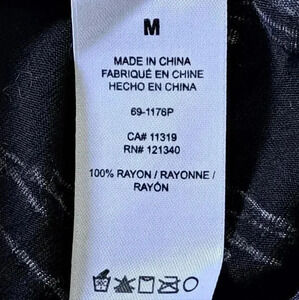 M
MADE IN CHINA
FABRIQUÉ EN CHINE
HECHO EN CHINA
69-1176P
CA# 11319
RN# 121340
100% RAYON / RAYONNE /
RAYÓN